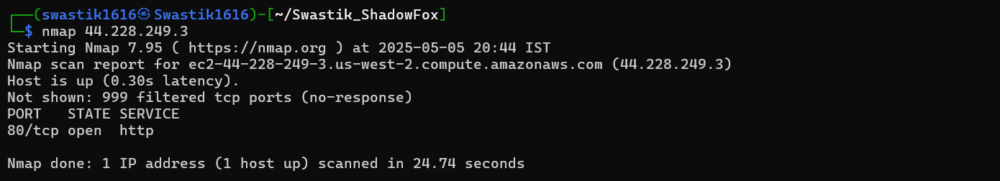 ┌──(swastik1616㉿Swastik1616)-[~/Swastik_ShadowFox]
└─$ nmap 44.228.249.3
Starting Nmap 7.95 ( https://nmap.org ) at 2025-05-05 20:44 IST
Nmap scan report for ec2-44-228-249-3.us-west-2.compute.amazonaws.com (44.228.249.3)
Host is up (0.30s latency).
Not shown: 999 filtered tcp ports (no-response)
PORT   STATE SERVICE
80/tcp open  http
Nmap done: 1 IP address (1 host up) scanned in 24.74 seconds